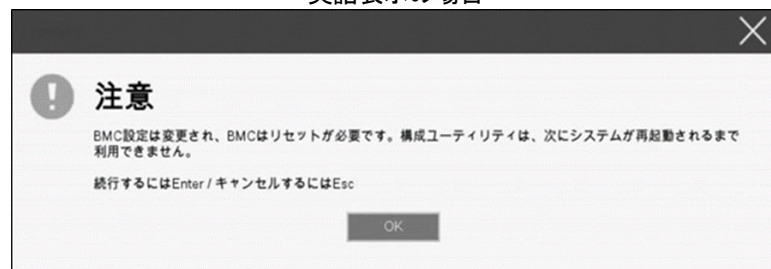 注意
BMC設定は変更され、BMCはリセットが必要です。構成ユーティリティは、次にシステムが再起動されるまで
利用できません。
続行するにはEnter / キャンセルするにはEsc
OK